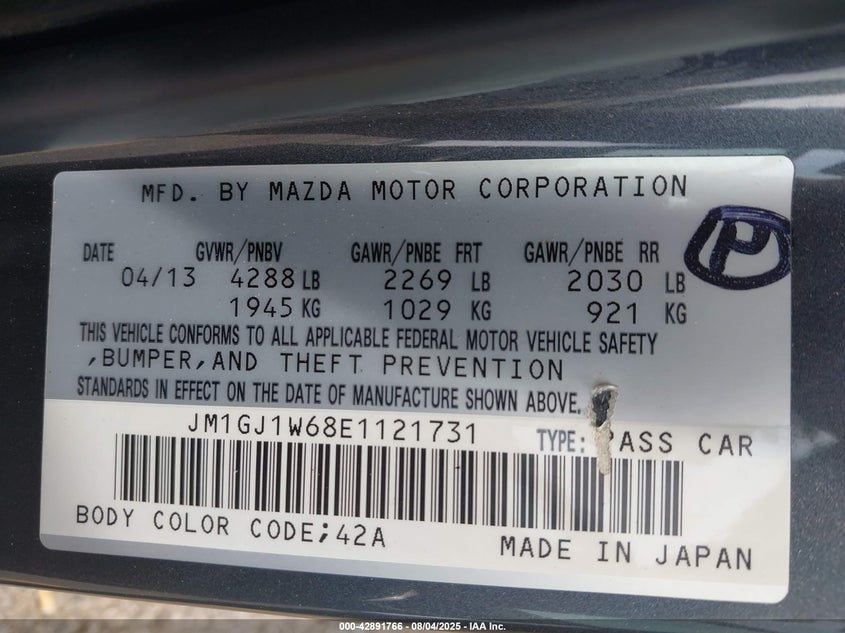 MFD. BY MAZDA MOTOR CORPORATION
DATE GVWR/PNBV GAWR/PNBE FRT GAWR/PNBE RR
04/13 4288 LB 2269 LB 2030 LB
1945 KG 1029 KG 921 KG
THIS VEHICLE CONFORMS TO ALL APPLICABLE FEDERAL MOTOR VEHICLE SAFETY
,BUMPER,AND THEFT PREVENTION
STANDARDS IN EFFECT ON THE DATE OF MANUFACTURE SHOWN ABOVE.
JM1GJ1W68E1121731 TYPE: PASS CAR
BODY COLOR CODE;42A MADE IN JAPAN
000-42891766 - 08/04/2025 - IAA Inc.